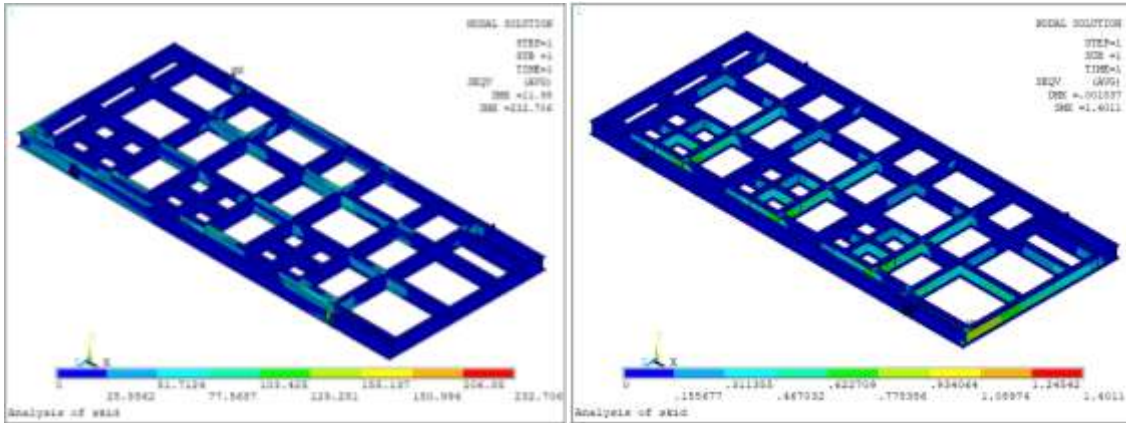 NODAL SOLUTION
STEP=1
SUB =1
TIME=1
SEQV (AVG)
DMX =11.98
SMX =232.706
MX
X
0 51.7124 103.425 155.137 206.85
25.8562 77.5687 129.281 180.994 232.706
Analysis of skid
NODAL SOLUTION
STEP=1
SUB =1
TIME=1
SEQV (AVG)
SMX =1.4011
X
0 .311355 .622709 .934064 1.24542
.155677 .467032 .778386 1.08974 1.4011
Analysis of skid